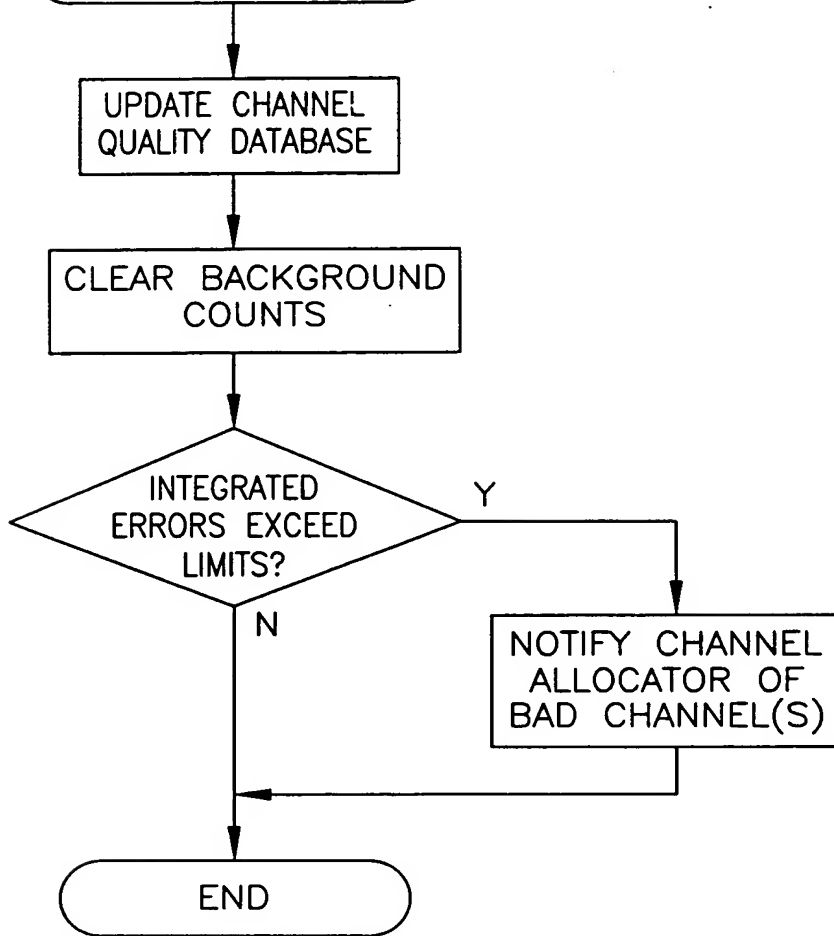 UPDATE CHANNEL
QUALITY DATABASE
CLEAR BACKGROUND
COUNTS
INTEGRATED
ERRORS EXCEED
LIMITS?
Y
N
NOTIFY CHANNEL
ALLOCATOR OF
BAD CHANNEL(S)
END